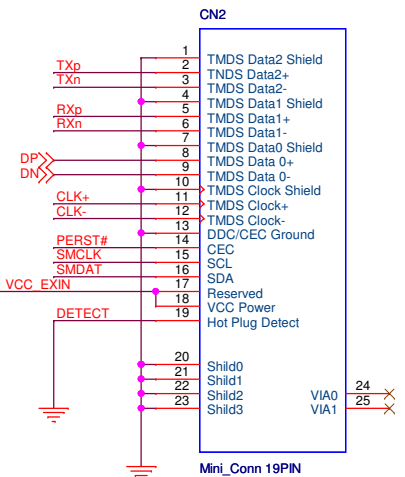 CN2
1 TMDS Data2 Shield
TXp 2 TNDS Data2+
TXn 3 TMDS Data2-
4 TMDS Data1 Shield
RXp 5 TMDS Data1+
RXn 6 TMDS Data1-
7 TMDS Data0 Shield
DP 8 TMDS Data 0+
DN 9 TMDS Data 0-
10 TMDS Clock Shield
CLK+ 11 TMDS Clock+
CLK- 12 TMDS Clock-
13 DDC/CEC Ground
PERST# 14 CEC
SMCLK 15 SCL
SMDAT 16 SDA
VCC_EXIN 17 Reserved
18 VCC Power
DETECT 19 Hot Plug Detect
20 Shild0
21 Shild1
22 Shild2 VIA0 24
23 Shild3 VIA1 25
Mini_Conn 19PIN